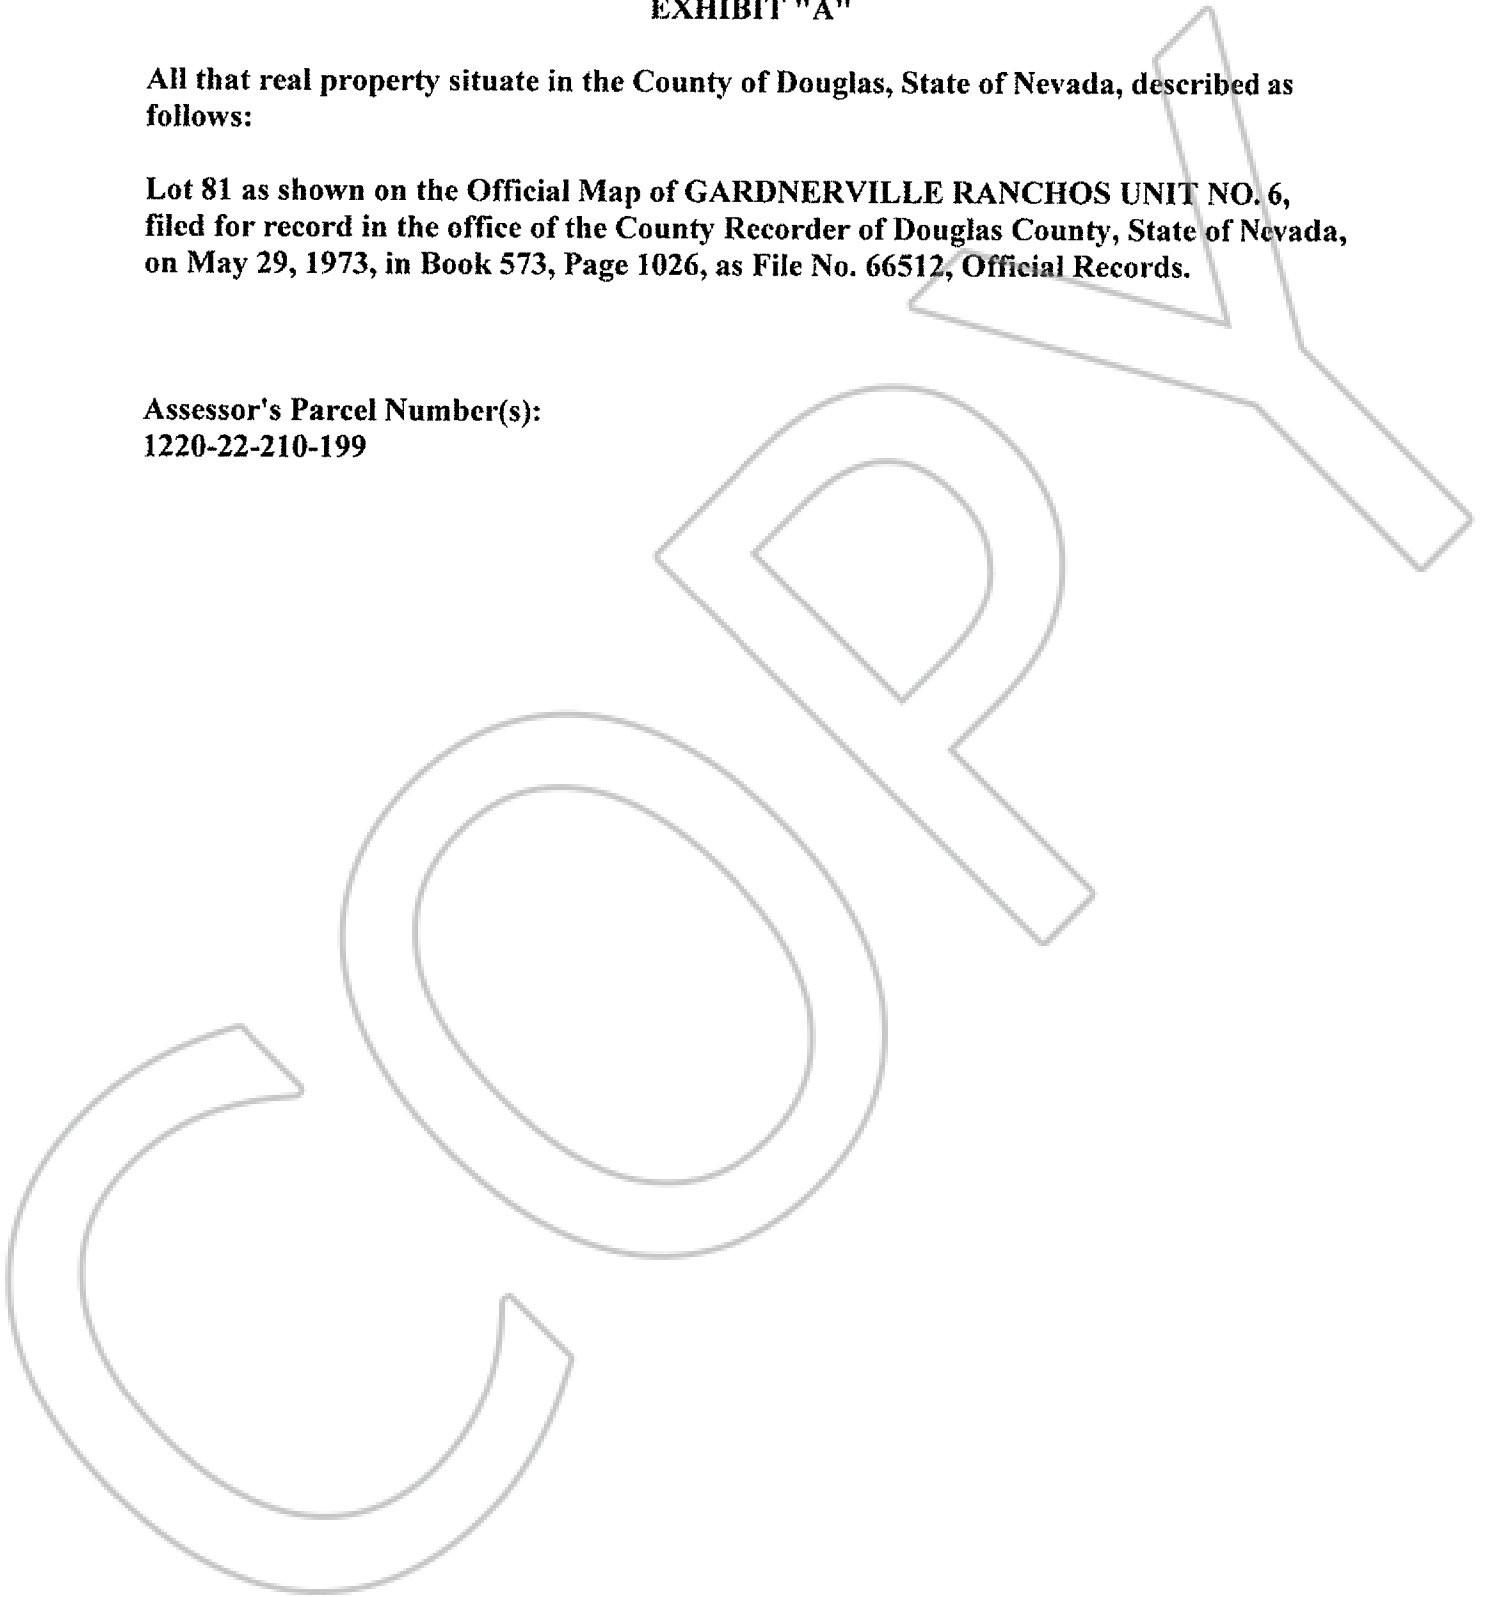 EXHIBIT "A"
All that real property situate in the County of Douglas, State of Nevada, described as
follows:
Lot 81 as shown on the Official Map of GARDNERVILLE RANCHOS UNIT NO. 6,
filed for record in the office of the County Recorder of Douglas County, State of Nevada,
on May 29, 1973, in Book 573, Page 1026, as File No. 66512, Official Records.
Assessor's Parcel Number(s):
1220-22-210-199
COPY